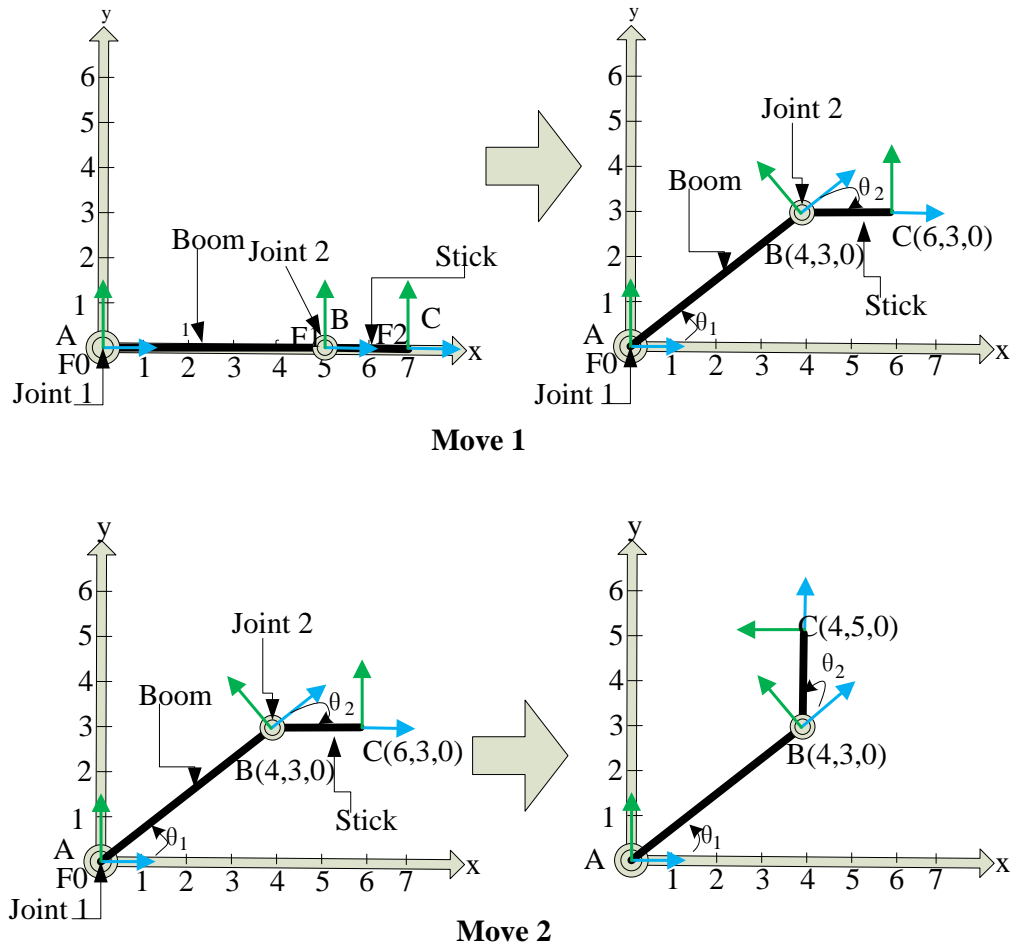 y
6
5
4
3
2
1
A
F0
Joint 1
Boom
Joint 2
Stick
1
F1
B
F2
C
x
1 2 3 4 5 6 7
y
6
5
4
3
2
1
A
F0
Joint 1
Joint 2
Boom
θ2
B(4,3,0)
C(6,3,0)
Stick
θ1
x
1 2 3 4 5 6 7
Move 1
y
6
5
4
3
2
1
A
F0
Joint 1
Joint 2
Boom
θ2
B(4,3,0)
C(6,3,0)
Stick
θ1
x
1 2 3 4 5 6 7
y
6
5
4
3
2
1
A
C(4,5,0)
θ2
B(4,3,0)
θ1
x
1 2 3 4 5 6 7
Move 2